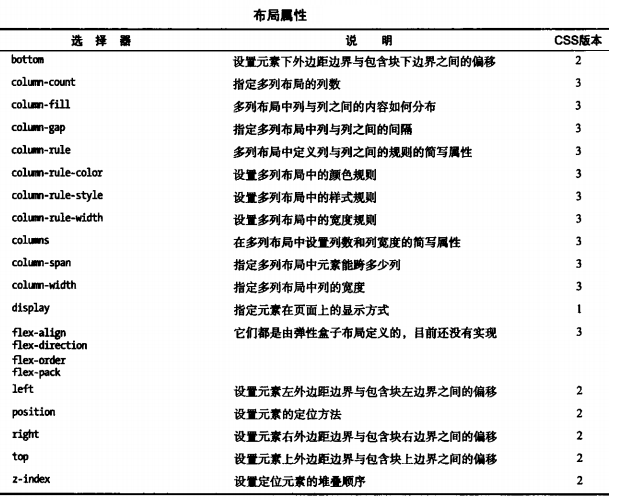 布局属性
选 择 器 说 明 CSS版本
bottom 设置元素下外边距边界与包含块下边界之间的偏移 2
column-count 指定多列布局的列数 3
column-fill 多列布局中列与列之间的内容如何分布 3
column-gap 指定多列布局中列与列之间的间隔 3
column-rule 多列布局中定义列与列之间的规则的简写属性 3
column-rule-color 设置多列布局中的颜色规则 3
column-rule-style 设置多列布局中的样式规则 3
column-rule-width 设置多列布局中的宽度规则 3
columns 在多列布局中设置列数和列宽度的简写属性 3
column-span 指定多列布局中元素能跨多少列 3
column-width 指定多列布局中列的宽度 3
display 指定元素在页面上的显示方式 1
flex-align 它们都是由弹性盒子布局定义的，目前还没有实现 3
flex-direction
flex-order
flex-pack
left 设置元素左外边距边界与包含块左边界之间的偏移 2
position 设置元素的定位方法 2
right 设置元素右外边距边界与包含块右边界之间的偏移 2
top 设置元素上外边距边界与包含块上边界之间的偏移 2
z-index 设置定位元素的堆叠顺序 2